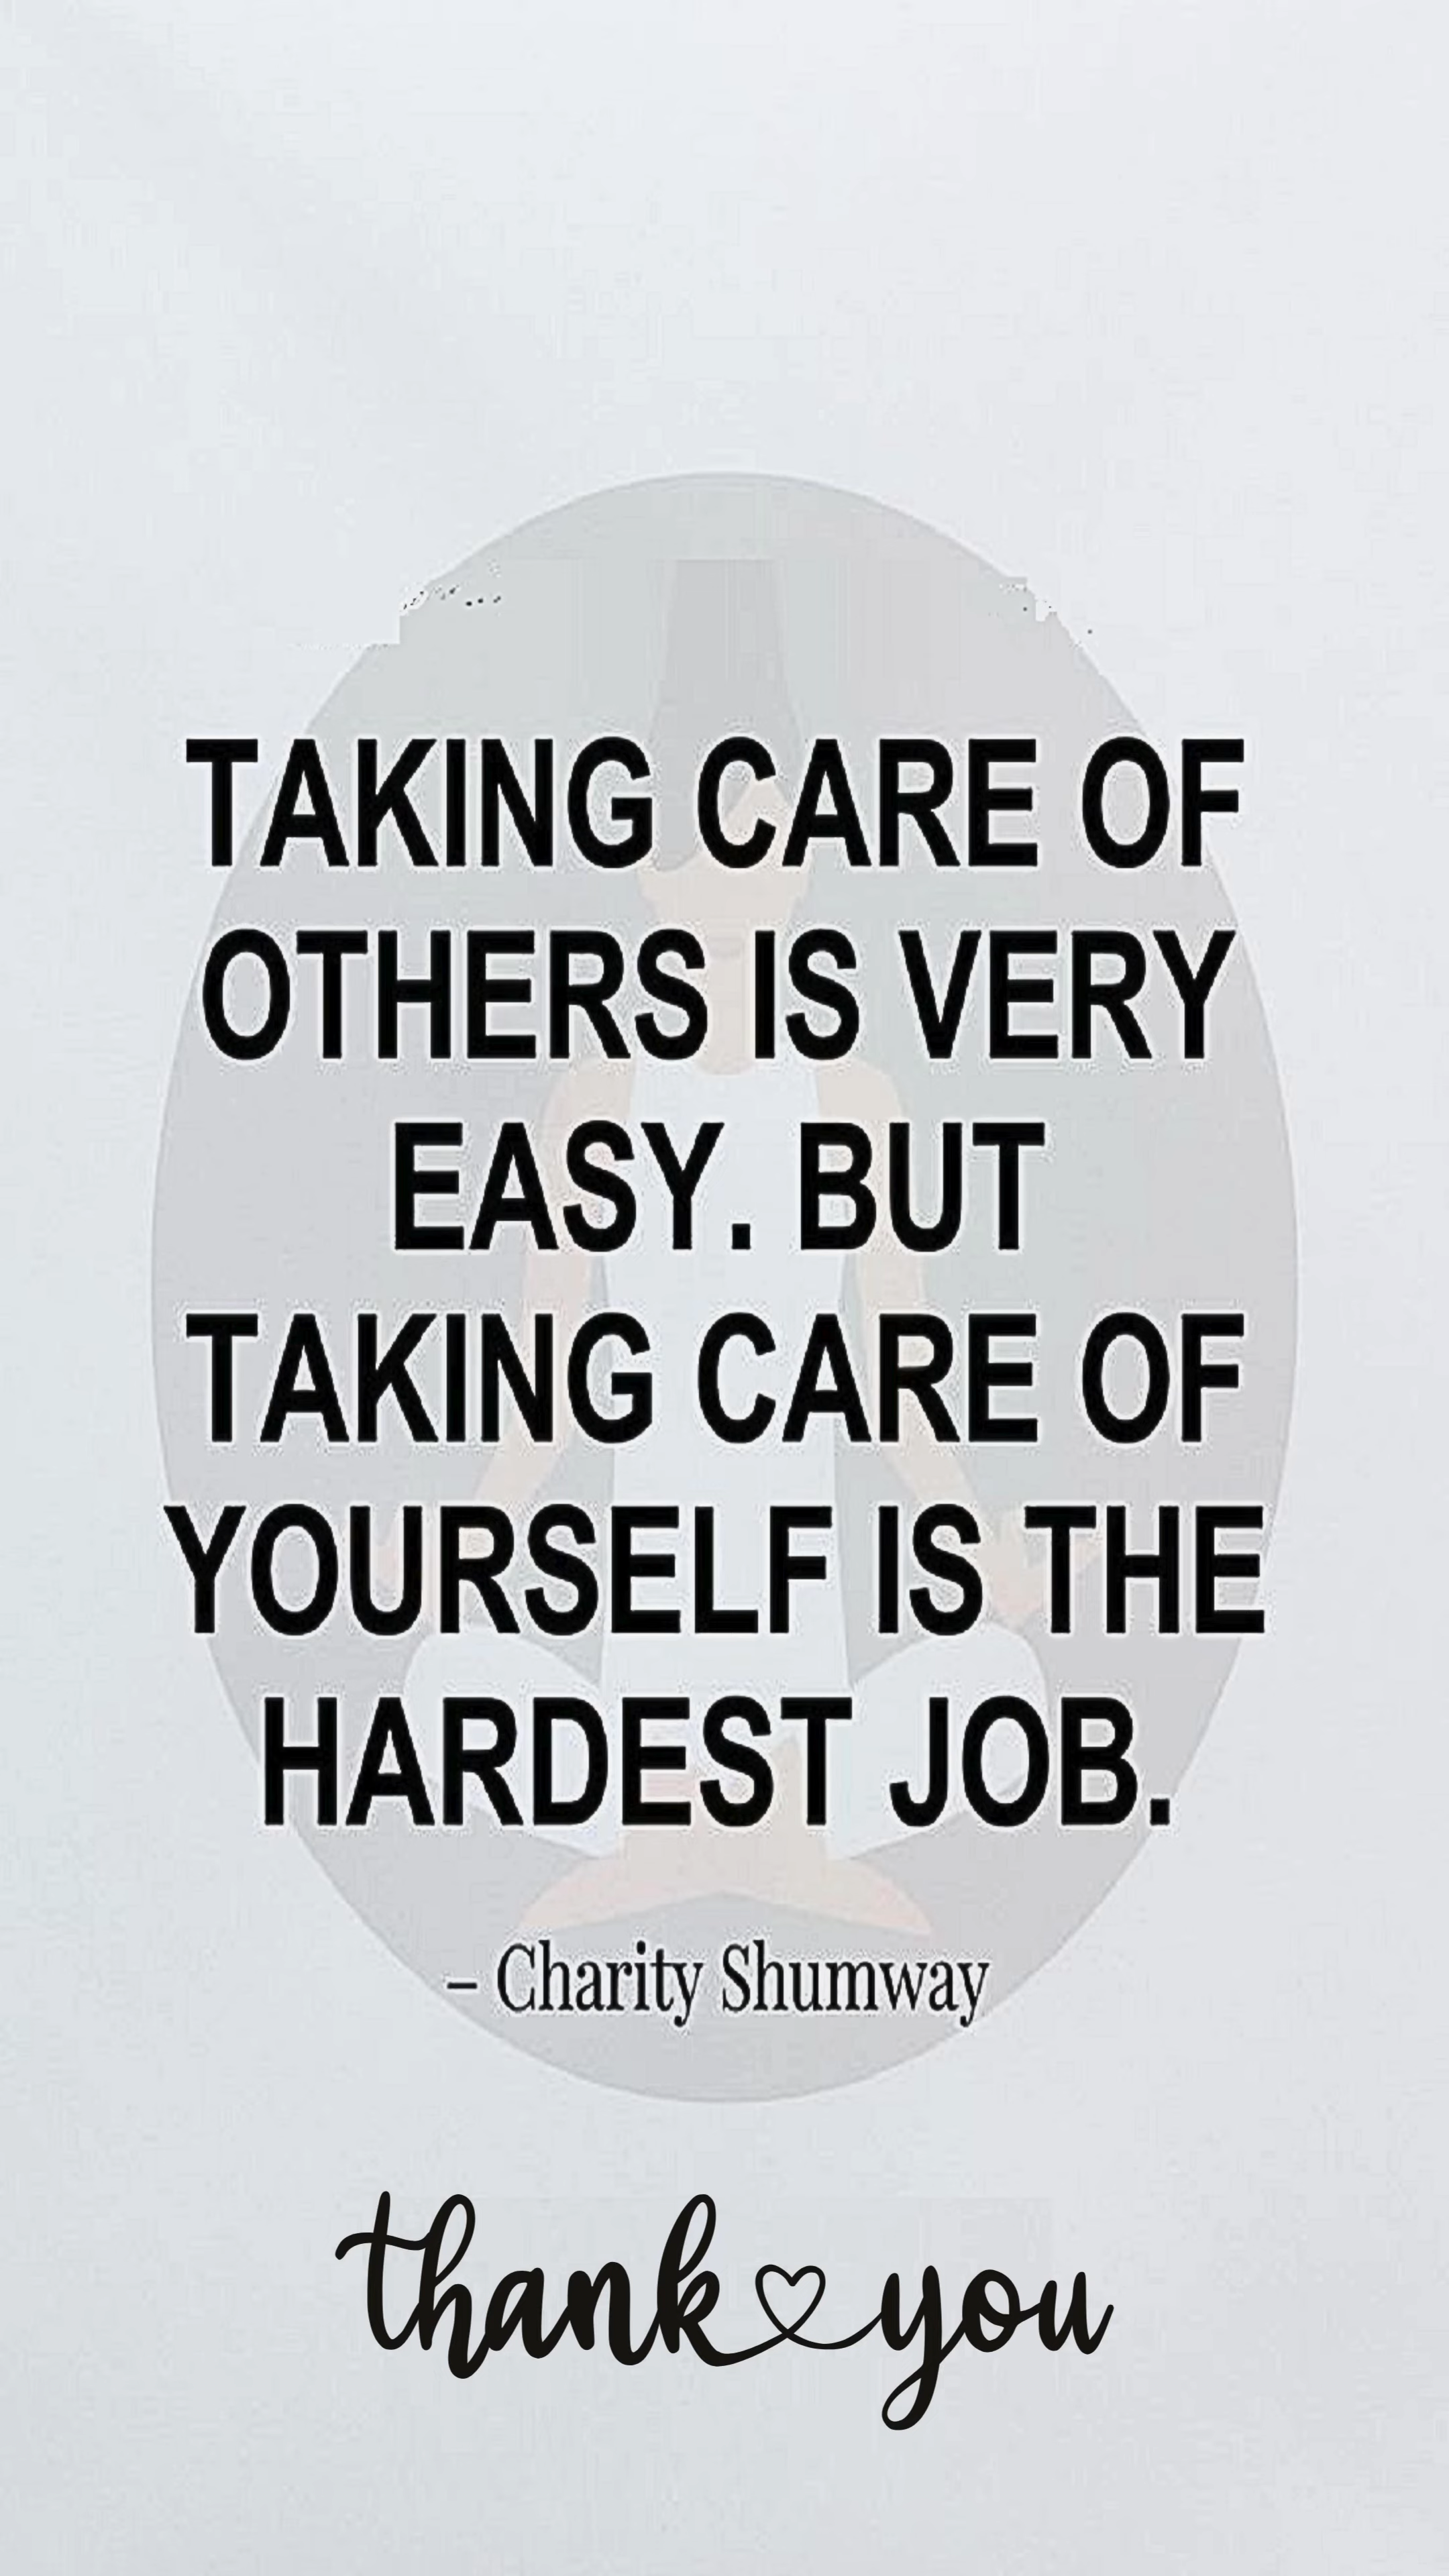 TAKING CARE OF
OTHERS IS VERY
EASY. BUT
TAKING CARE OF
YOURSELF IS THE
HARDEST JOB.
– Charity Shumway
thank you